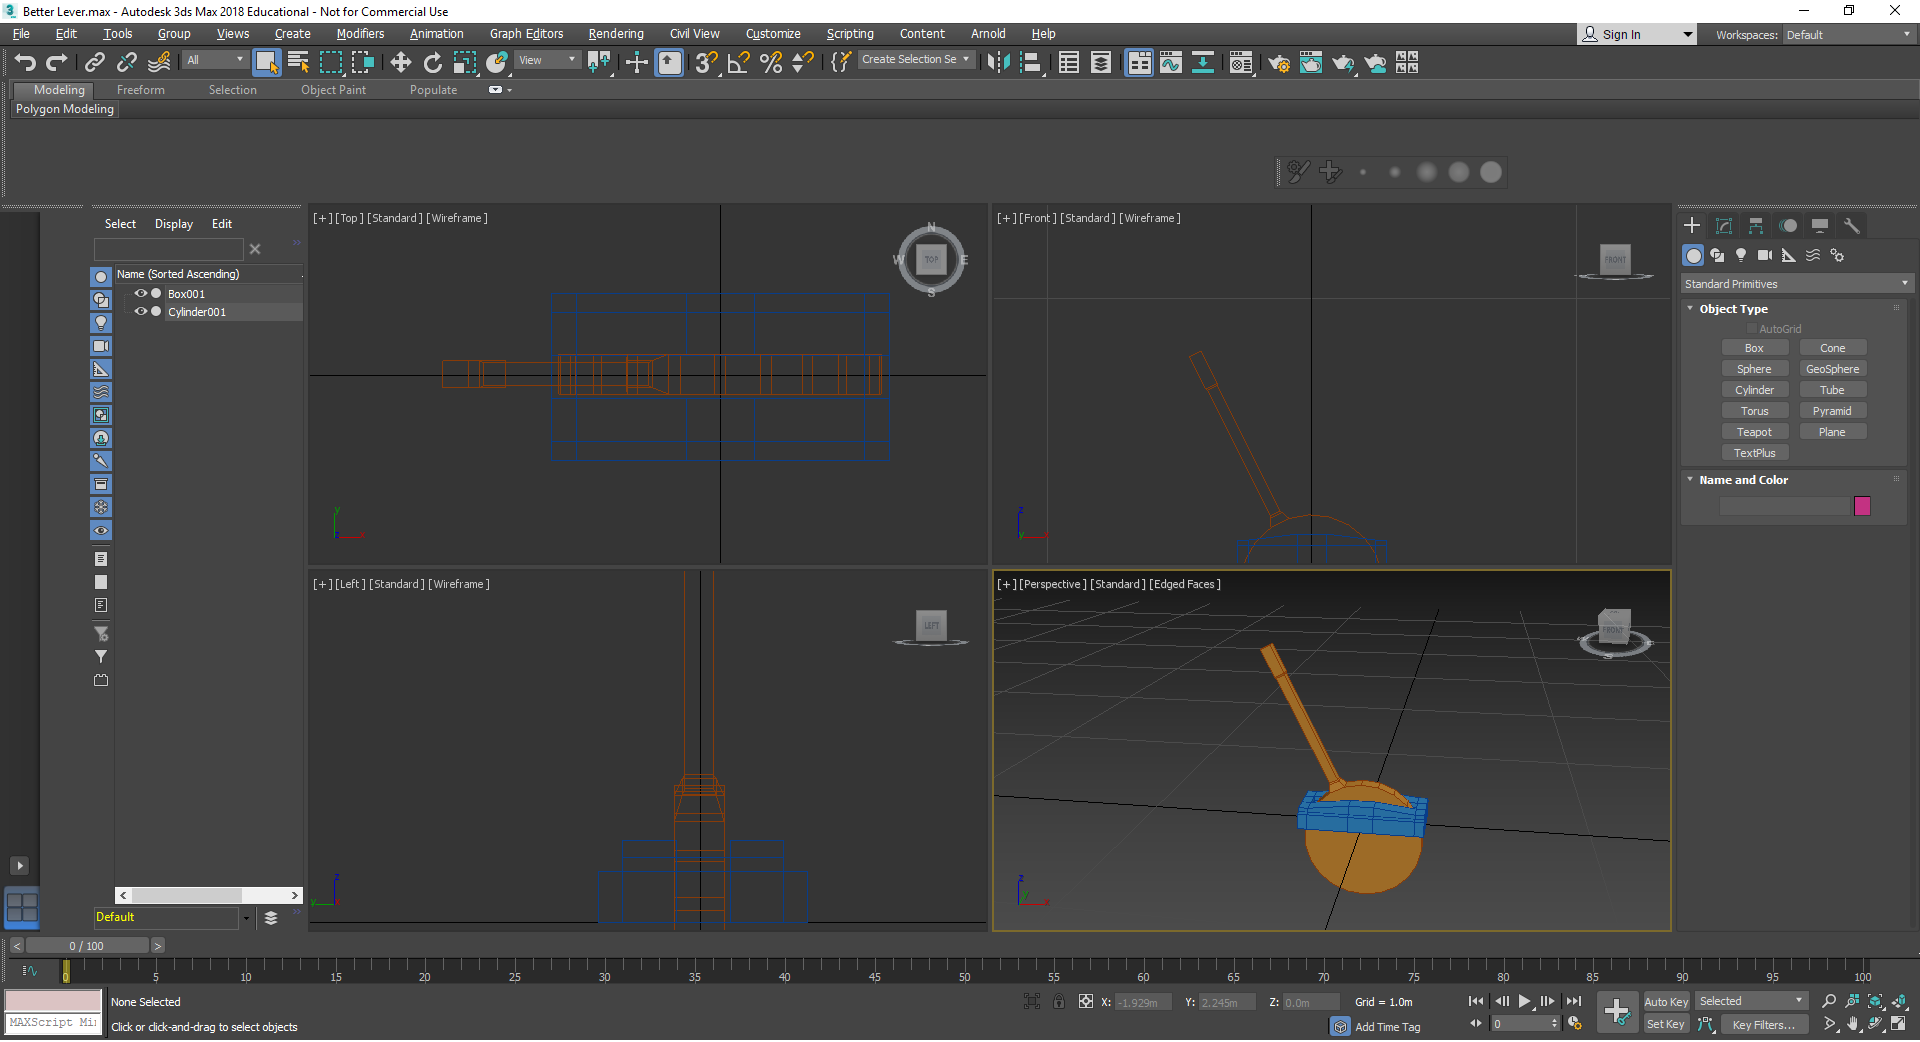 Better Lever.max - Autodesk 3ds Max 2018 Educational - Not for Commercial Use
File Edit Tools Group Views Create Modifiers Animation Graph Editors Rendering Civil View Customize Scripting Content Arnold Help
Sign In
Workspaces: Default
All
View
Create Selection Se
Modeling Freeform Selection Object Paint Populate
Polygon Modeling
Select Display Edit
Name (Sorted Ascending)
Box001
Cylinder001
Default
[+] [Top] [Standard] [Wireframe]
N
W TOP E
S
y
z x
[+] [Front] [Standard] [Wireframe]
FRONT
z
y x
[+] [Left] [Standard] [Wireframe]
LEFT
z
y
[+] [Perspective] [Standard] [Edged Faces]
FRONT
S
z
y
x
Standard Primitives
Object Type
AutoGrid
Box Cone
Sphere GeoSphere
Cylinder Tube
Torus Pyramid
Teapot Plane
TextPlus
Name and Color
< 0 / 100 >
0 5 10 15 20 25 30 35 40 45 50 55 60 65 70 75 80 85 90 95 100
None Selected
MAXScript Mi
Click or click-and-drag to select objects
X: -1.929m Y: 2.245m Z: 0.0m Grid = 1.0m
Add Time Tag
0
Auto Key Selected
Set Key Key Filters...